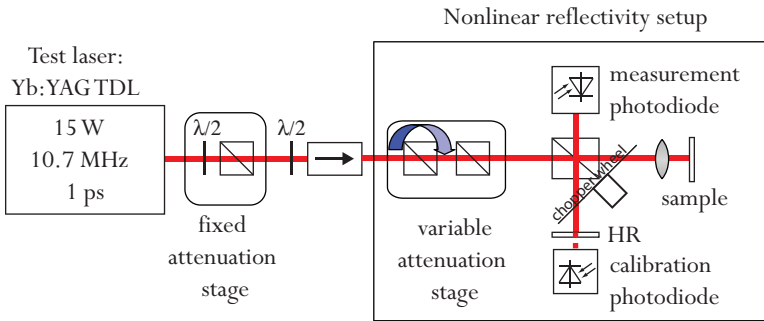 Nonlinear reflectivity setup
Test laser:
Yb:YAG TDL
15 W
10.7 MHz
1 ps
λ/2
λ/2
fixed
attenuation
stage
variable
attenuation
stage
measurement
photodiode
chopper wheel
sample
HR
calibration
photodiode